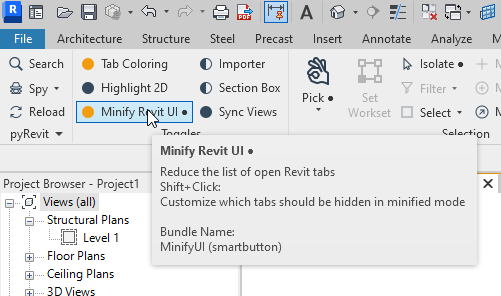 R
PDF
File Architecture Structure Steel Precast Insert Annotate Analyze
Search Tab Coloring Importer Isolate
Spy Highlight 2D Section Box Pick Set Workset Filter
Reload Minify Revit UI ● Sync Views Select
pyRevit Toggles Selection
Minify Revit UI ●
Reduce the list of open Revit tabs
Shift+Click:
Customize which tabs should be hidden in minified mode
Bundle Name:
MinifyUI (smartbutton)
Project Browser - Project1
Views (all)
Structural Plans
Level 1
Floor Plans
Ceiling Plans
3D Views